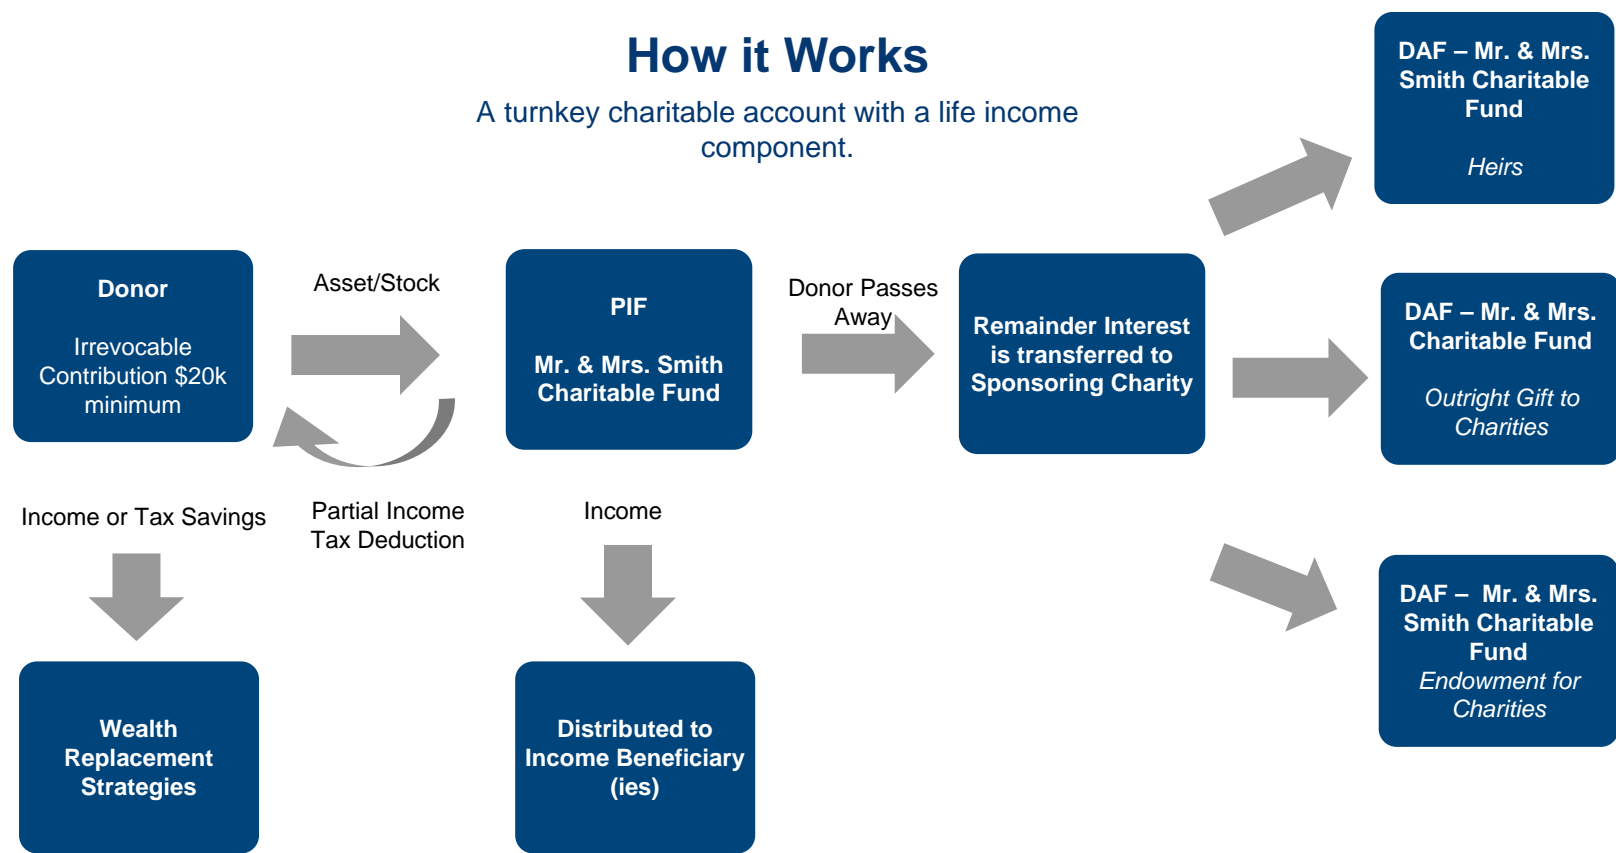 How it Works
A turnkey charitable account with a life income
component.
Donor
Irrevocable
Contribution $20k
minimum
Asset/Stock
Partial Income
Tax Deduction
Income or Tax Savings
Wealth
Replacement
Strategies
PIF
Mr. & Mrs. Smith
Charitable Fund
Income
Distributed to
Income Beneficiary
(ies)
Donor Passes
Away
Remainder Interest
is transferred to
Sponsoring Charity
DAF – Mr. & Mrs.
Smith Charitable
Fund
Heirs
DAF – Mr. & Mrs.
Charitable Fund
Outright Gift to
Charities
DAF –  Mr. & Mrs.
Smith Charitable
Fund
Endowment for
Charities